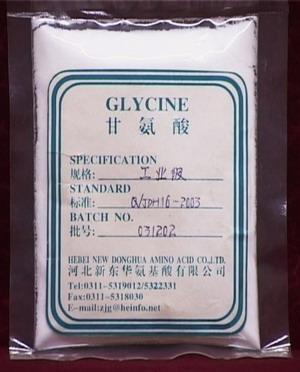 GLYCINE
甘氨酸
SPECIFICATION
规格: 工业级
STANDARD
标准: Q/JDH16-2003
BATCH NO.
批号: 031202
HEBEI NEW DONGHUA AMINO ACID CO.,LTD.
河北新东华氨基酸有限公司
Tel:0311-5319012/5322331
Fax:0311-5318030
E-mail:zjg@heinfo.net